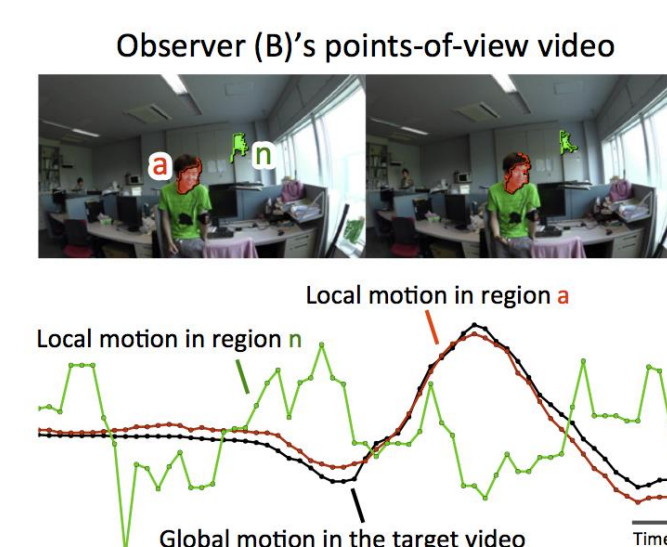 Observer (B)’s points-of-view video
a
n
Local motion in region a
Local motion in region n
Global motion in the target video
Time